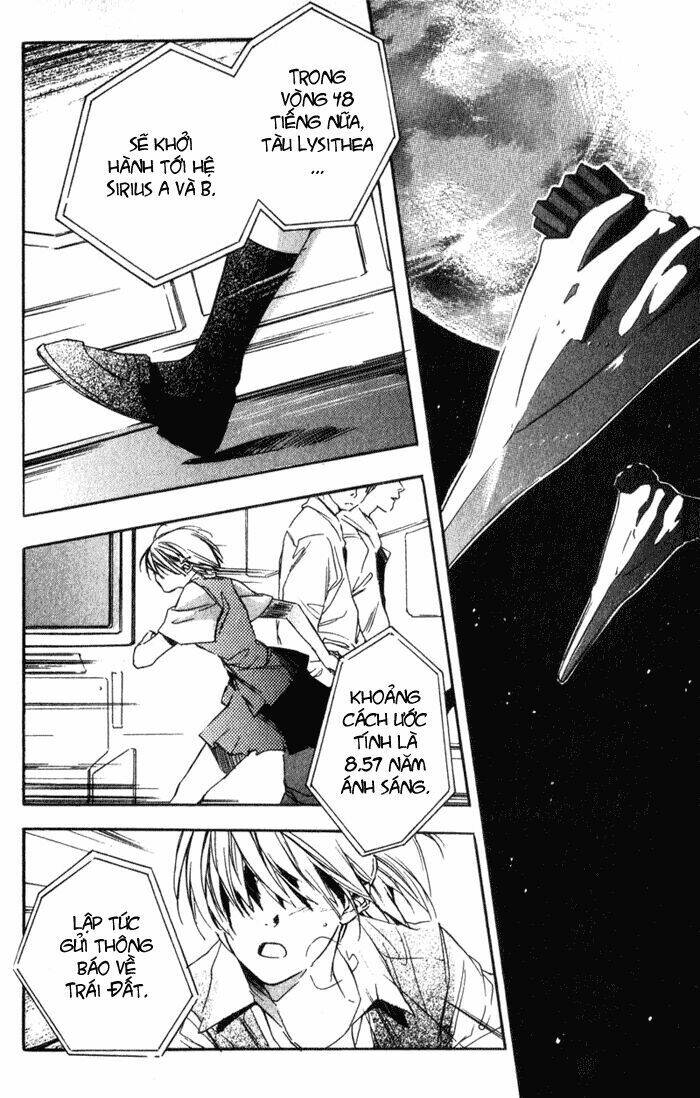 TRONG
VÒNG 48
TIẾNG NỮA,
TÀU LYSITHEA
...
SẼ KHỞI
HÀNH TỚI HỆ
SIRIUS A VÀ B.
KHOẢNG
CÁCH ƯỚC
TÍNH LÀ
8.57 NĂM
ÁNH SÁNG.
LẬP TỨC
GỬI THÔNG
BÁO VỀ
TRÁI ĐẤT.